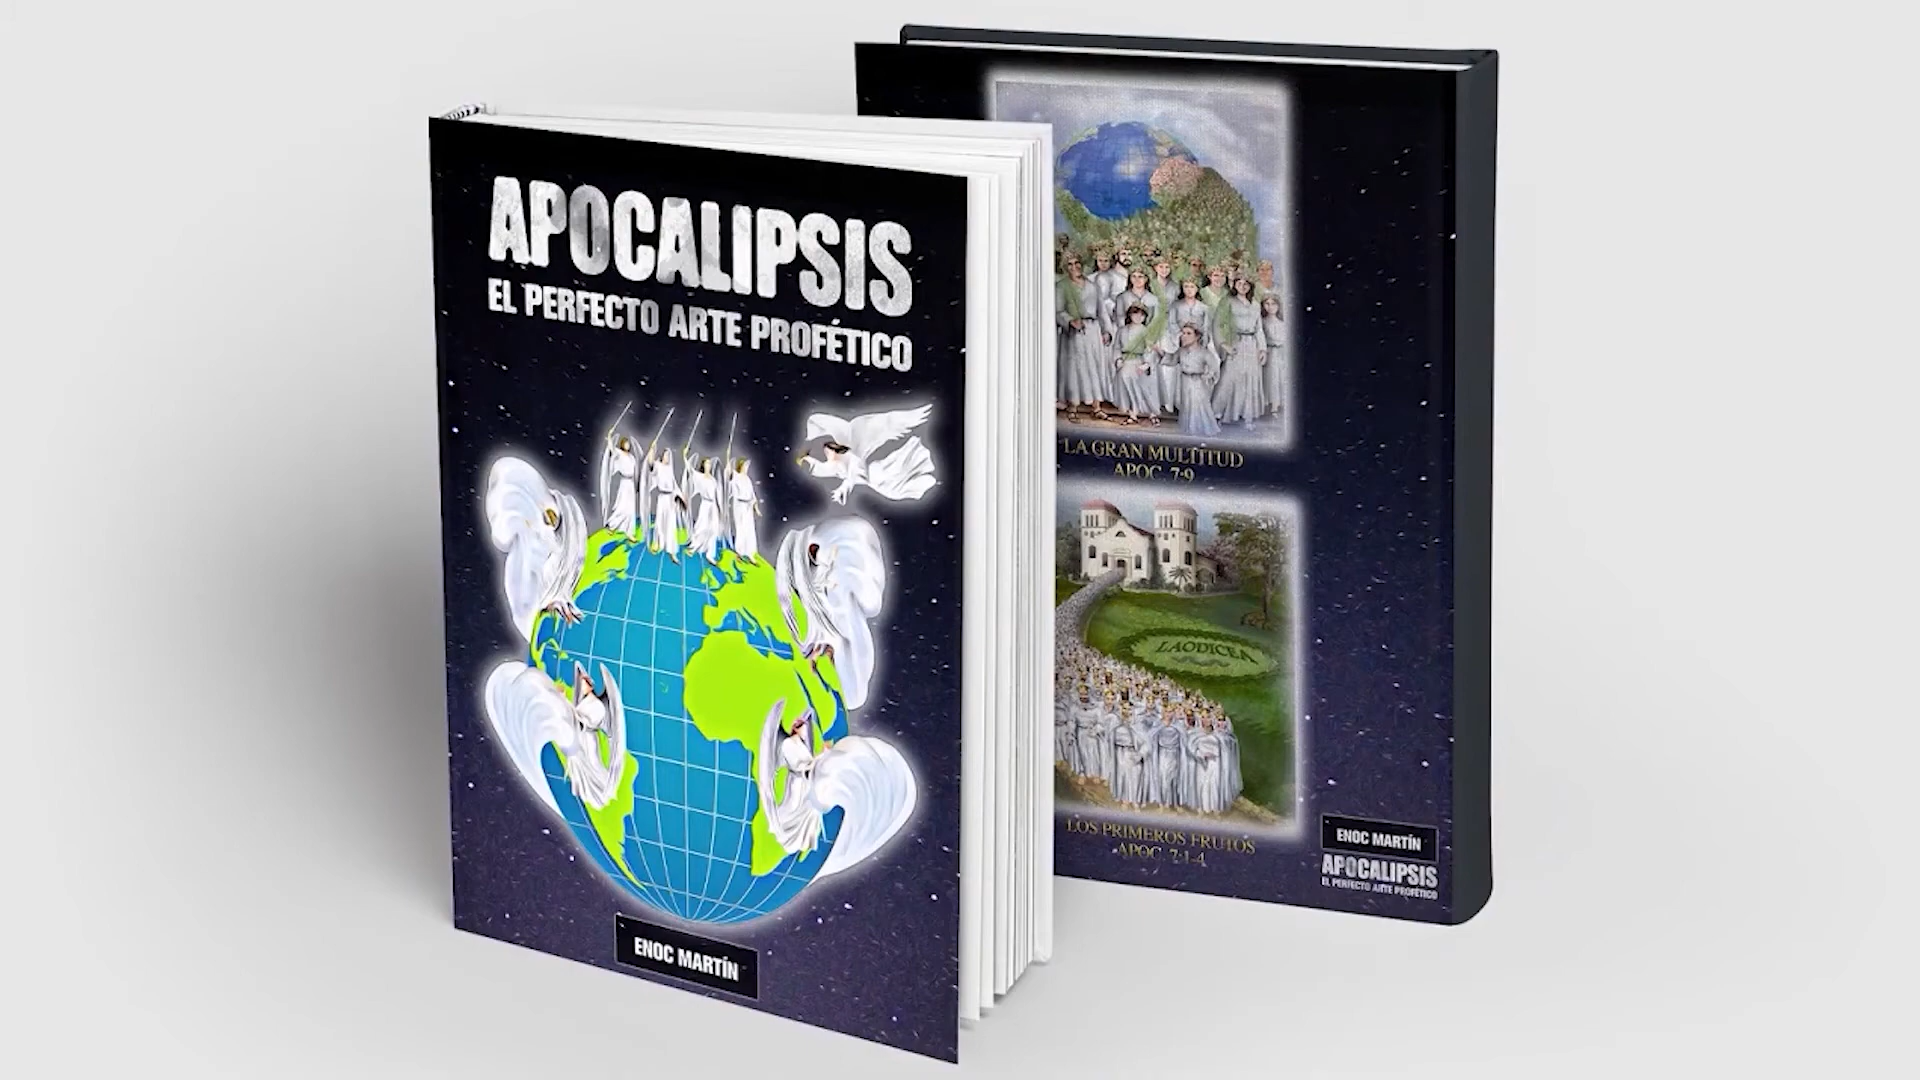 APOCALIPSIS
EL PERFECTO ARTE PROFÉTICO
ENOC MARTÍN
LA GRAN MULTITUD
APOC. 7:9
LAODICEA
LOS PRIMEROS FRUTOS
APOC. 7:1-4
ENOC MARTÍN
APOCALIPSIS
EL PERFECTO ARTE PROFÉTICO